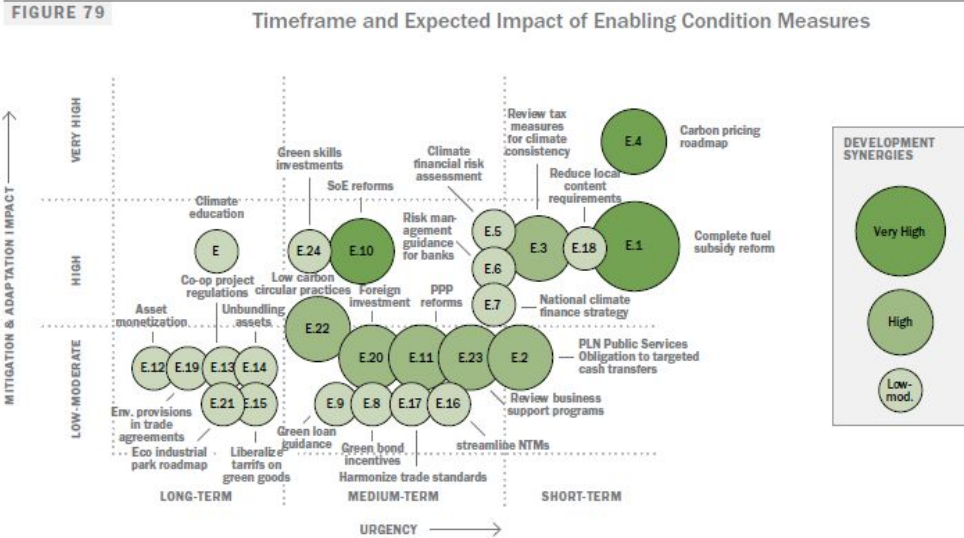 FIGURE 79
Timeframe and Expected Impact of Enabling Condition Measures
MITIGATION & ADAPTATION IMPACT
VERY HIGH
HIGH
LOW-MODERATE
Green skills
investments
SoE reforms
Climate
financial risk
assessment
Review tax
measures
for climate
consistency
Reduce local
content
requirements
E.4
Carbon pricing
roadmap
Climate
education
E
E.24
E.10
Risk man-
agement
guidance
for banks
E.5
E.6
E.7
E.3
E.18
E.1
Complete fuel
subsidy reform
Co-op project
regulations
Low carbon
circular practices
Foreign
investment
PPP
reforms
National climate
finance strategy
Asset
monetization
Unbundling
assets
E.22
E.12
E.19
E.13
E.14
E.20
E.11
E.23
E.2
PLN Public Services
Obligation to targeted
cash transfers
E.21
E.15
E.9
E.8
E.17
E.16
Review business
support programs
Env. provisions
in trade
agreements
Eco industrial
park roadmap
Liberalize
tarrifs on
green goods
Green loan
guidance
Green bond
incentives
Harmonize trade standards
streamline NTMs
LONG-TERM
MEDIUM-TERM
SHORT-TERM
URGENCY
DEVELOPMENT
SYNERGIES
Very High
High
Low-
mod.